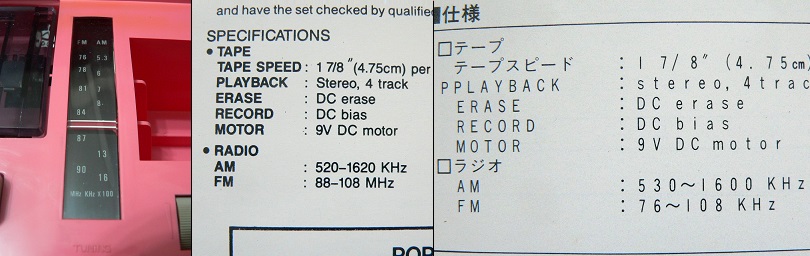 FM AM
76 5.3
78 6
81 7
8
84
87
13
90 16
MHz KHz X100
TUNING
and have the set checked by qualified
SPECIFICATIONS
● TAPE
TAPE SPEED : 1 7/8 ″(4.75cm) per
PLAYBACK : Stereo, 4 track
ERASE : DC erase
RECORD : DC bias
MOTOR : 9V DC motor
● RADIO
AM : 520–1620 KHz
FM : 88–108 MHz
■仕様
□テープ
テープスピード : 1 7/8″ (4.75cm)
PPLAYBACK : stereo, 4 trac
ERASE : DC erase
RECORD : DC bias
MOTOR : 9V DC motor
□ラジオ
AM : 530～1600 KHz
FM : 76～108 KHz